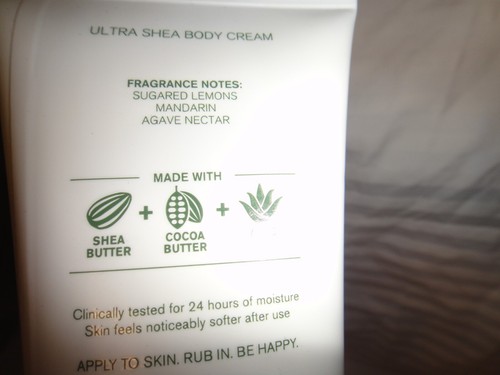 ULTRA SHEA BODY CREAM
FRAGRANCE NOTES:
SUGARED LEMONS
MANDARIN
AGAVE NECTAR
MADE WITH
SHEA
BUTTER
+
COCOA
BUTTER
+
Clinically tested for 24 hours of moisture
Skin feels noticeably softer after use
APPLY TO SKIN. RUB IN. BE HAPPY.